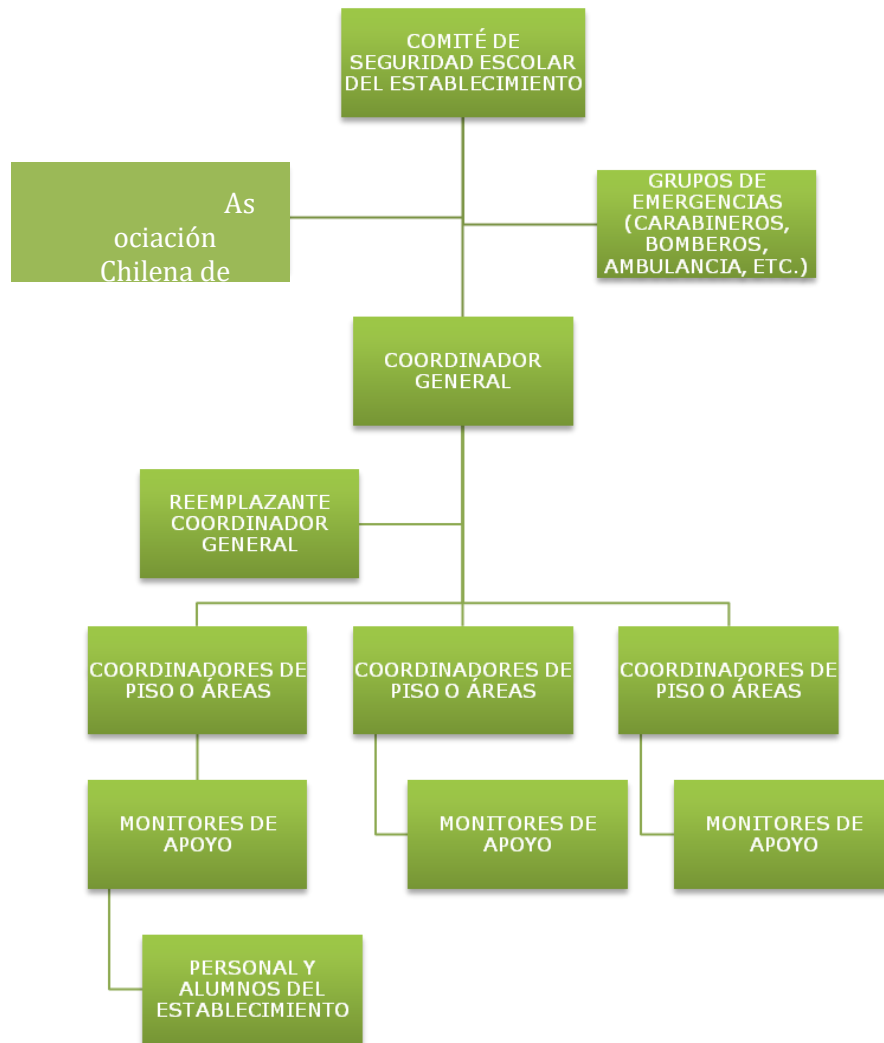 COMITÉ DE
SEGURIDAD ESCOLAR
DEL ESTABLECIMIENTO
As
ociación
Chilena de
GRUPOS DE
EMERGENCIAS
(CARABINEROS,
BOMBEROS,
AMBULANCIA, ETC.)
COORDINADOR
GENERAL
REEMPLAZANTE
COORDINADOR
GENERAL
COORDINADORES DE
PISO O ÁREAS
COORDINADORES DE
PISO O ÁREAS
COORDINADORES DE
PISO O ÁREAS
MONITORES DE
APOYO
MONITORES DE
APOYO
MONITORES DE
APOYO
PERSONAL Y
ALUMNOS DEL
ESTABLECIMIENTO